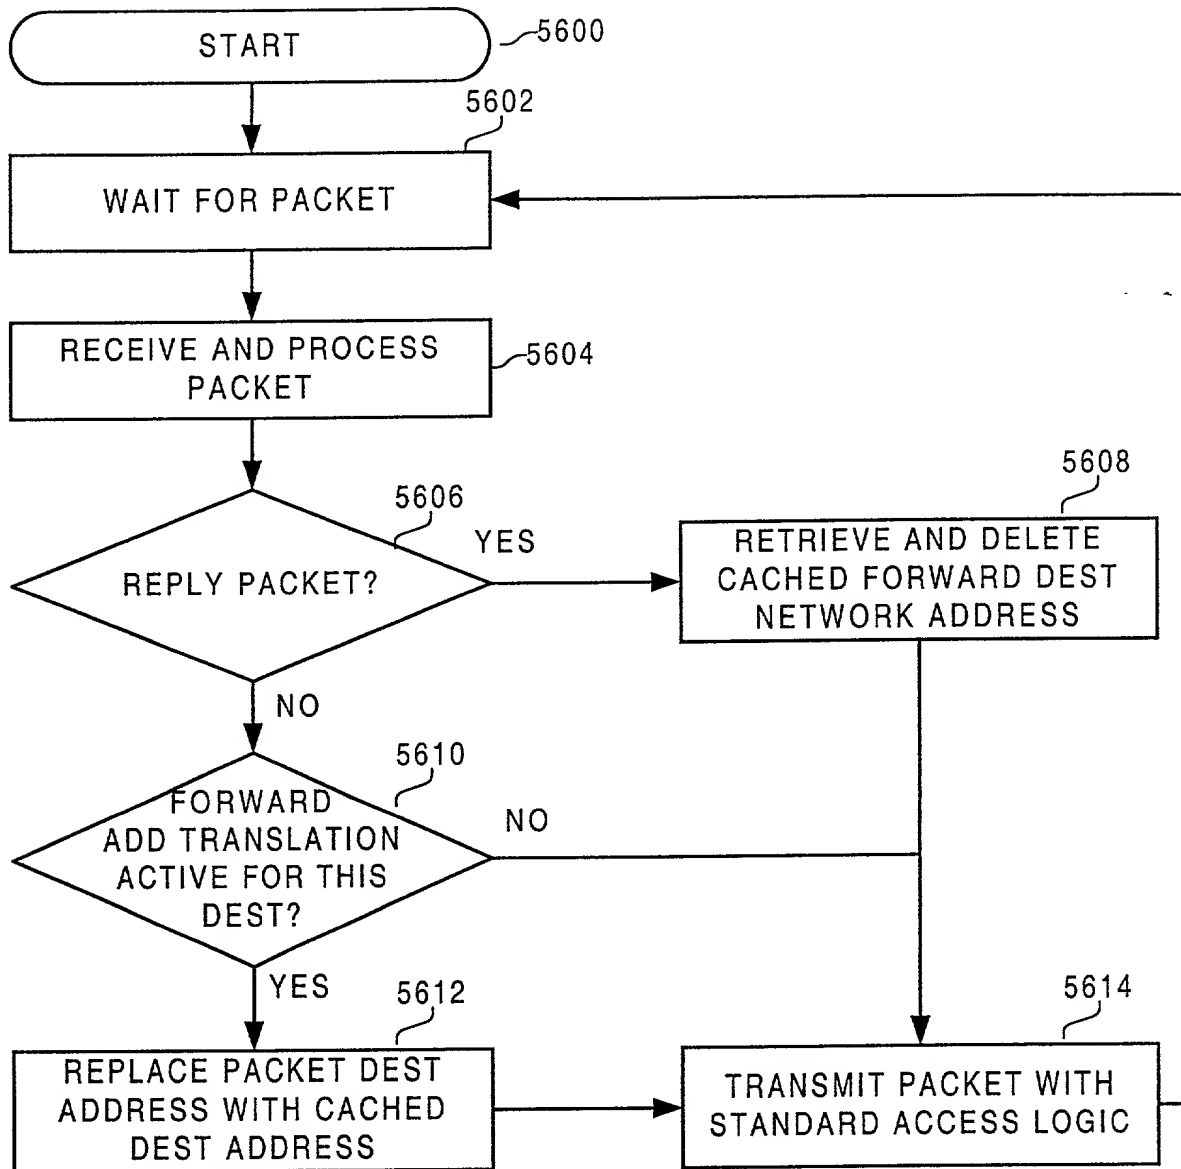 START
5600
5602
WAIT FOR PACKET
RECEIVE AND PROCESS
PACKET
5604
5606
REPLY PACKET?
YES
5608
RETRIEVE AND DELETE
CACHED FORWARD DEST
NETWORK ADDRESS
NO
5610
FORWARD
ADD TRANSLATION
ACTIVE FOR THIS
DEST?
NO
YES
5612
REPLACE PACKET DEST
ADDRESS WITH CACHED
DEST ADDRESS
5614
TRANSMIT PACKET WITH
STANDARD ACCESS LOGIC